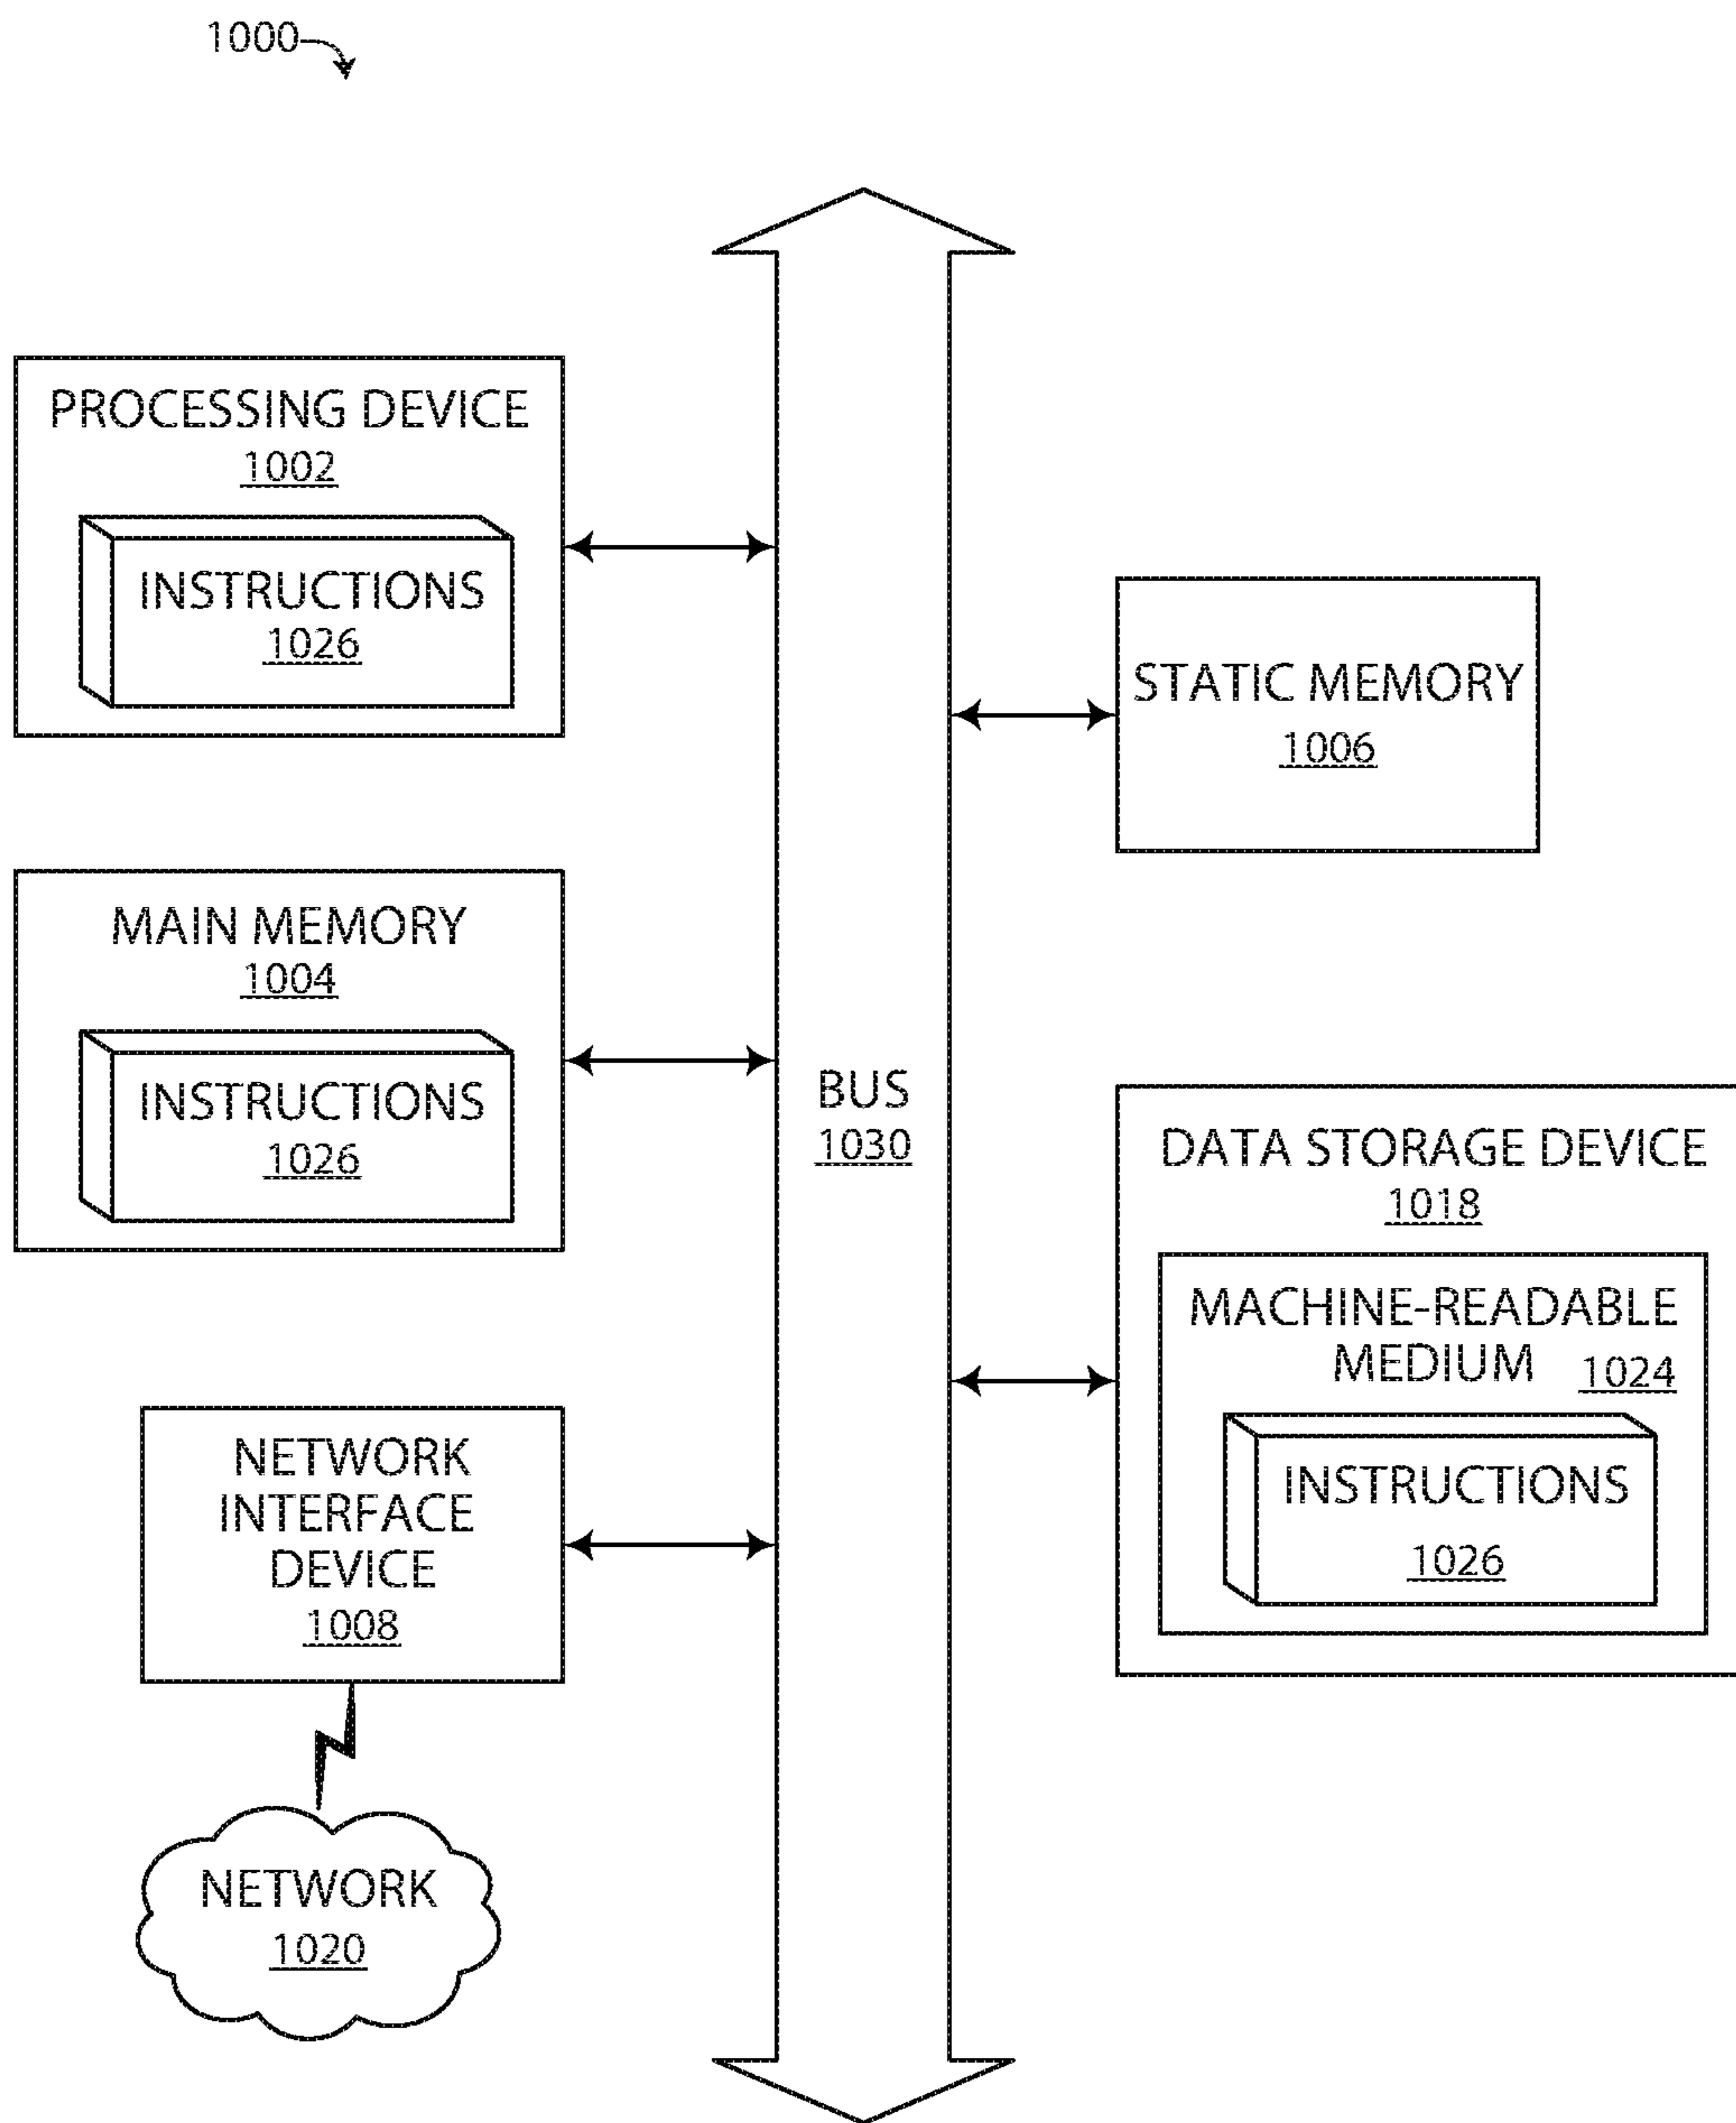 1000
PROCESSING DEVICE
1002
INSTRUCTIONS
1026
MAIN MEMORY
1004
INSTRUCTIONS
1026
NETWORK
INTERFACE
DEVICE
1008
NETWORK
1020
BUS
1030
STATIC MEMORY
1006
DATA STORAGE DEVICE
1018
MACHINE-READABLE
MEDIUM 1024
INSTRUCTIONS
1026